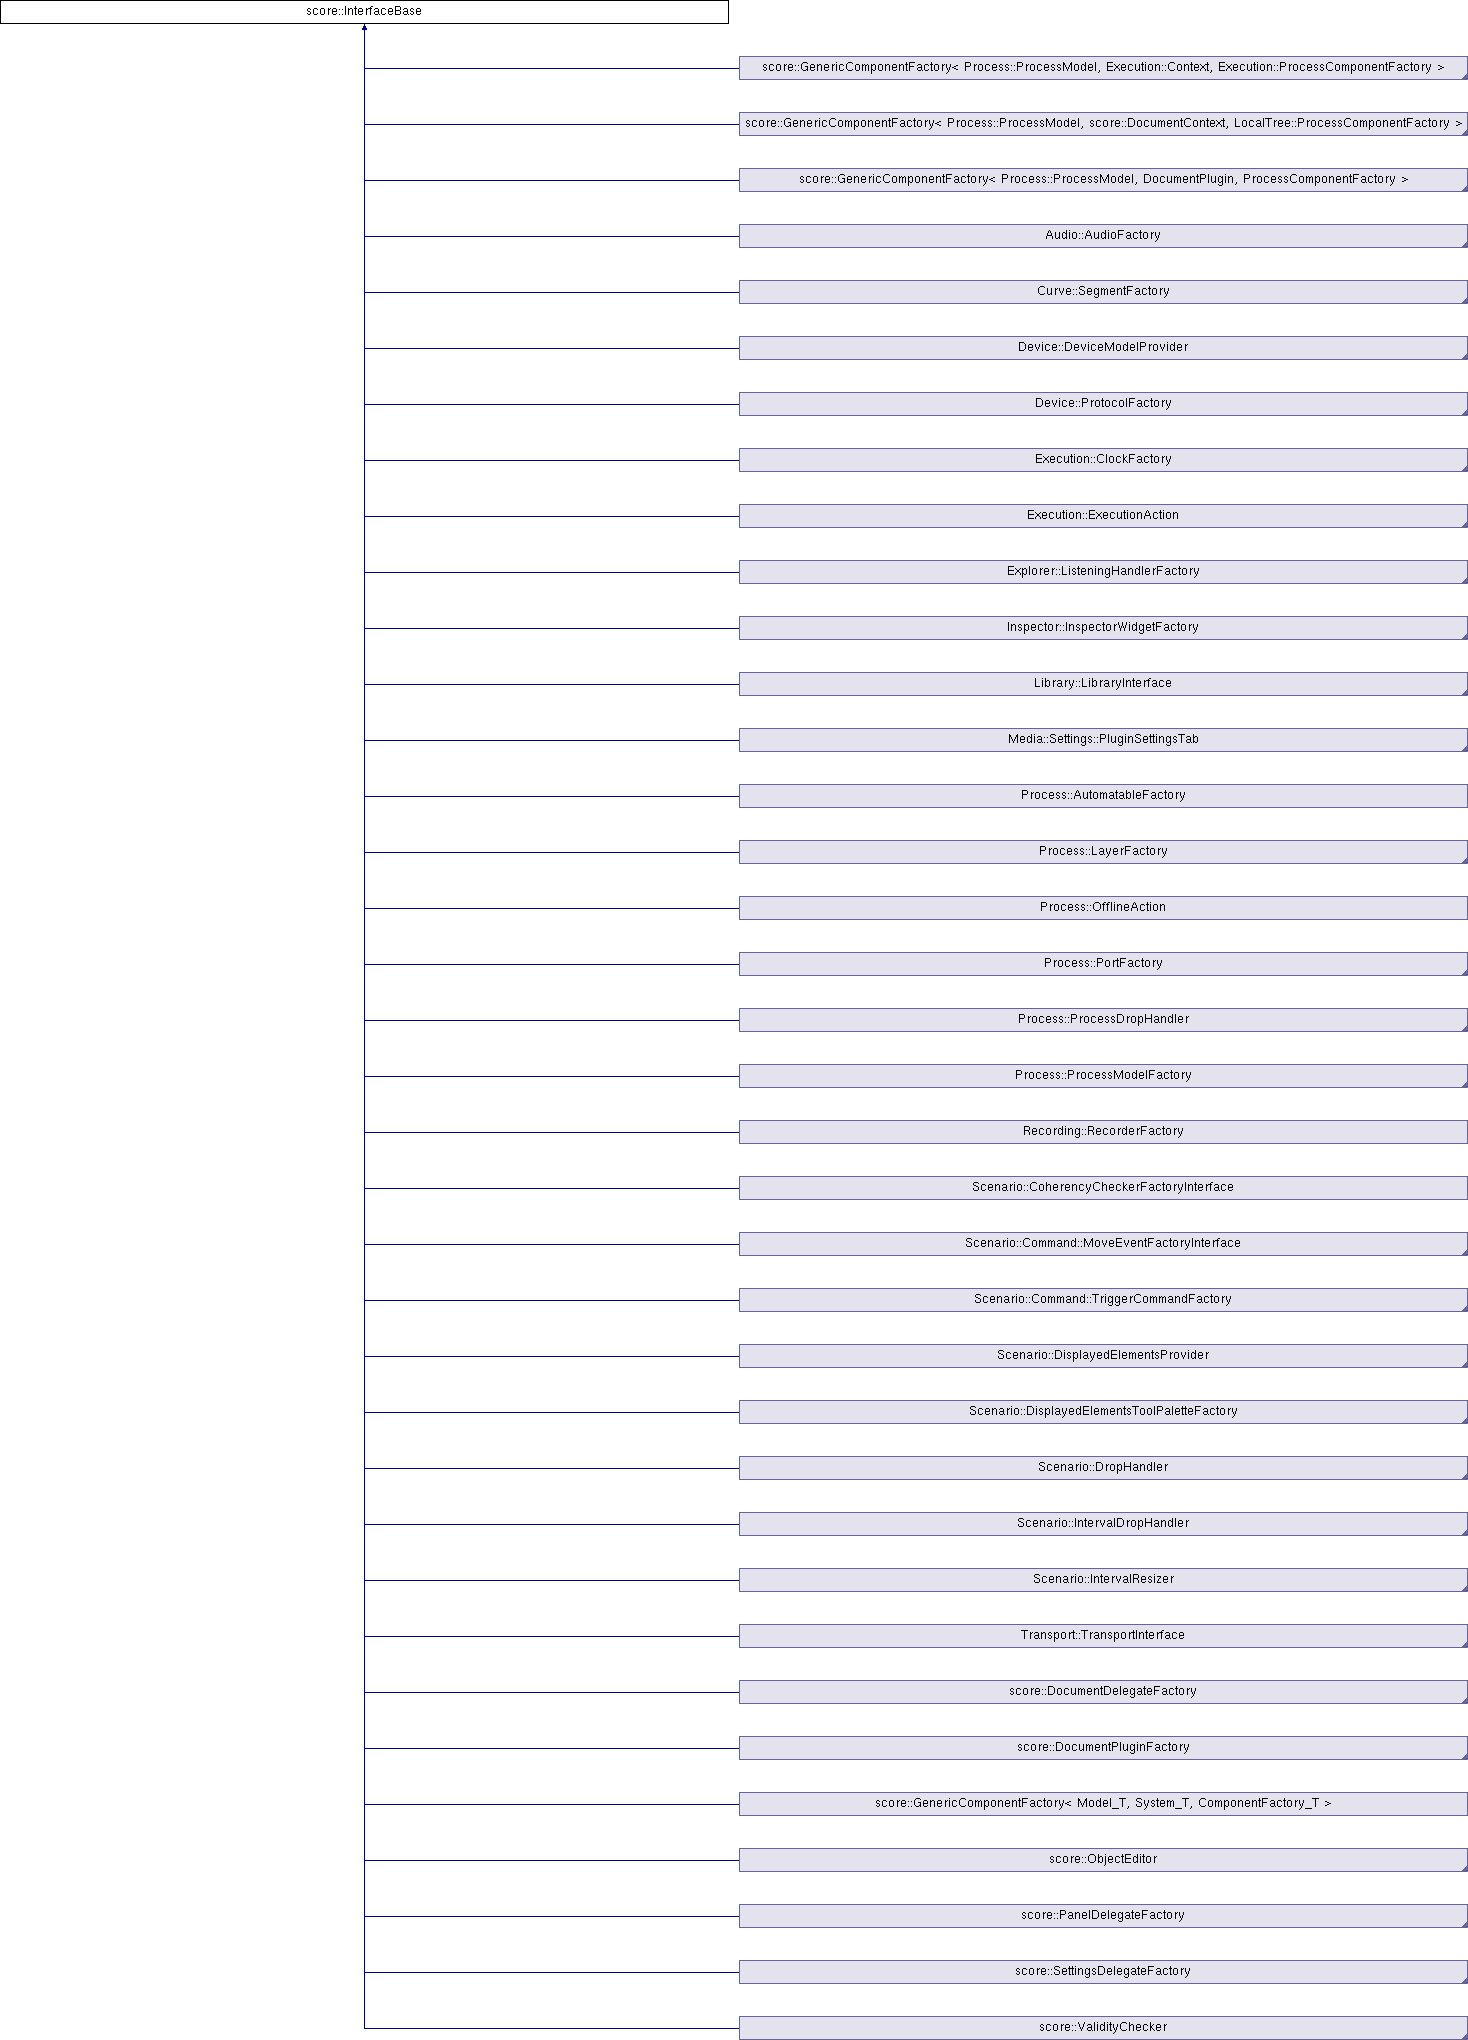 score::InterfaceBase
score::GenericComponentFactory< Process::ProcessModel, Execution::Context, Execution::ProcessComponentFactory >
score::GenericComponentFactory< Process::ProcessModel, score::DocumentContext, LocalTree::ProcessComponentFactory >
score::GenericComponentFactory< Process::ProcessModel, DocumentPlugin, ProcessComponentFactory >
Audio::AudioFactory
Curve::SegmentFactory
Device::DeviceModelProvider
Device::ProtocolFactory
Execution::ClockFactory
Execution::ExecutionAction
Explorer::ListeningHandlerFactory
Inspector::InspectorWidgetFactory
Library::LibraryInterface
Media::Settings::PluginSettingsTab
Process::AutomatableFactory
Process::LayerFactory
Process::OfflineAction
Process::PortFactory
Process::ProcessDropHandler
Process::ProcessModelFactory
Recording::RecorderFactory
Scenario::CoherencyCheckerFactoryInterface
Scenario::Command::MoveEventFactoryInterface
Scenario::Command::TriggerCommandFactory
Scenario::DisplayedElementsProvider
Scenario::DisplayedElementsToolPaletteFactory
Scenario::DropHandler
Scenario::IntervalDropHandler
Scenario::IntervalResizer
Transport::TransportInterface
score::DocumentDelegateFactory
score::DocumentPluginFactory
score::GenericComponentFactory< Model_T, System_T, ComponentFactory_T >
score::ObjectEditor
score::PanelDelegateFactory
score::SettingsDelegateFactory
score::ValidityChecker